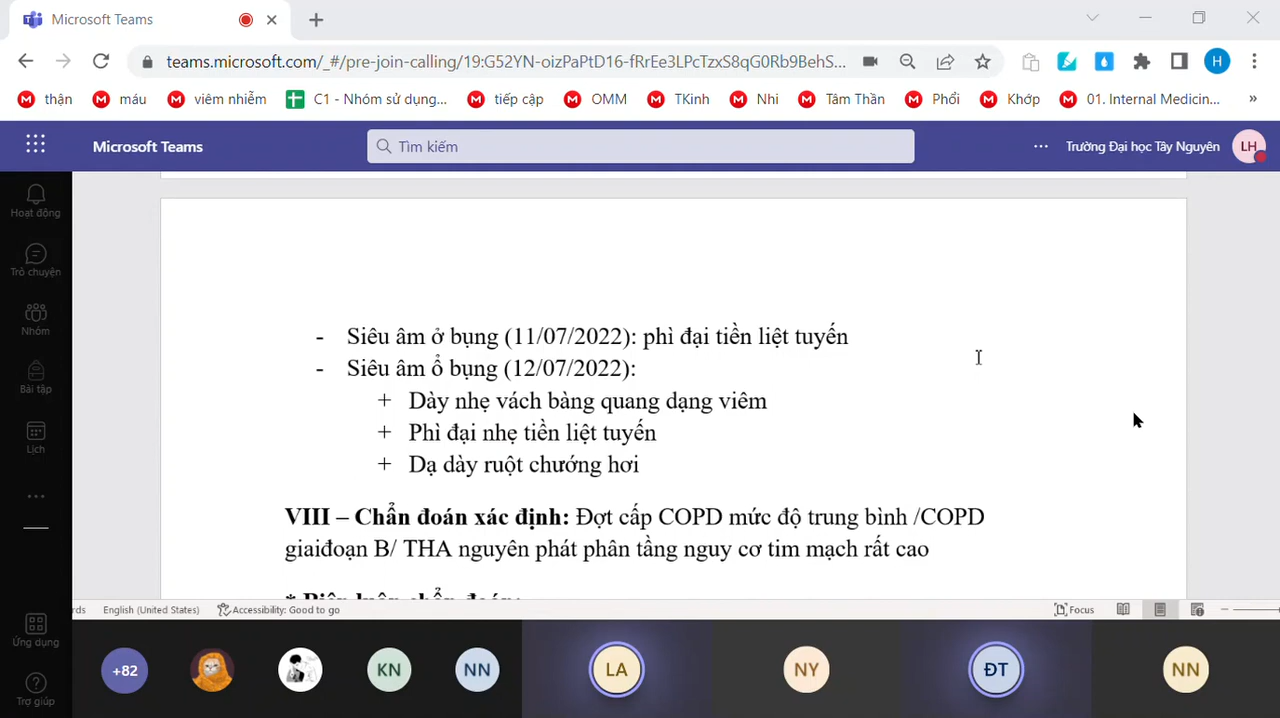 Microsoft Teams
teams.microsoft.com/_#/pre-join-calling/19:G52YN-oizPaPtD16-fRrEe3LPcTzxS8qG0Rb9BehS...
H
thận
máu
viêm nhiễm
C1 - Nhóm sử dụng...
tiếp cập
OMM
TKinh
Nhi
Tâm Thần
Phổi
Khớp
01. Internal Medicin...
»
Microsoft Teams
Tìm kiếm
Trường Đại học Tây Nguyên
LH
Hoạt động
Trò chuyện
Nhóm
Bài tập
Lịch
Ứng dụng
Trợ giúp
- Siêu âm ở bụng (11/07/2022): phì đại tiền liệt tuyến
- Siêu âm ổ bụng (12/07/2022):
+ Dày nhẹ vách bàng quang dạng viêm
+ Phì đại nhẹ tiền liệt tuyến
+ Dạ dày ruột chướng hơi
VIII – Chẩn đoán xác định: Đợt cấp COPD mức độ trung bình /COPD
giaiđoạn B/ THA nguyên phát phân tầng nguy cơ tim mạch rất cao
* Biện luận chẩn đoán:
rds
English (United States)
Accessibility: Good to go
Focus
+82
KN
NN
LA
NY
ĐT
NN